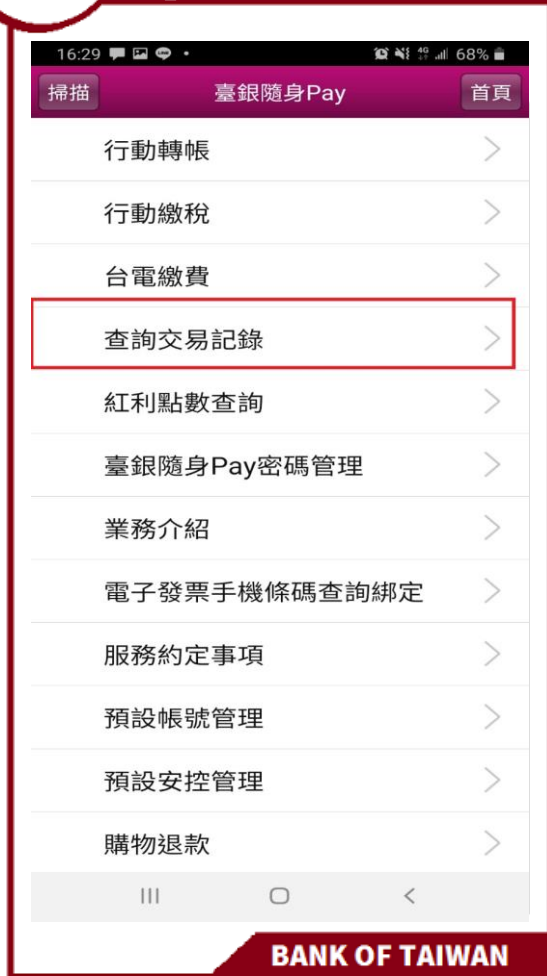 16:29 68%
掃描 臺銀隨身Pay 首頁
行動轉帳
行動繳稅
台電繳費
查詢交易記錄
紅利點數查詢
臺銀隨身Pay密碼管理
業務介紹
電子發票手機條碼查詢綁定
服務約定事項
預設帳號管理
預設安控管理
購物退款
BANK OF TAIWAN